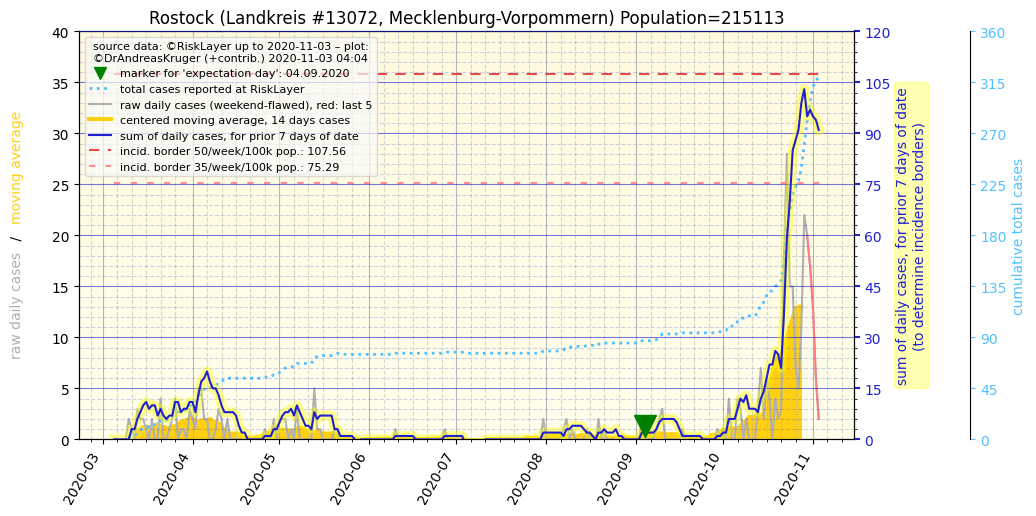 Rostock (Landkreis #13072, Mecklenburg-Vorpommern) Population=215113
source data: ©RiskLayer up to 2020-11-03 – plot:
©DrAndreasKruger (+contrib.) 2020-11-03 04:04
marker for 'expectation day': 04.09.2020
total cases reported at RiskLayer
raw daily cases (weekend-flawed), red: last 5
centered moving average, 14 days cases
sum of daily cases, for prior 7 days of date
incid. border 50/week/100k pop.: 107.56
incid. border 35/week/100k pop.: 75.29
raw daily cases / moving average
40
35
30
25
20
15
10
5
0
2020-03
2020-04
2020-05
2020-06
2020-07
2020-08
2020-09
2020-10
2020-11
120
105
90
75
60
45
30
15
0
sum of daily cases, for prior 7 days of date
(to determine incidence borders)
360
315
270
225
180
135
90
45
0
cumulative total cases